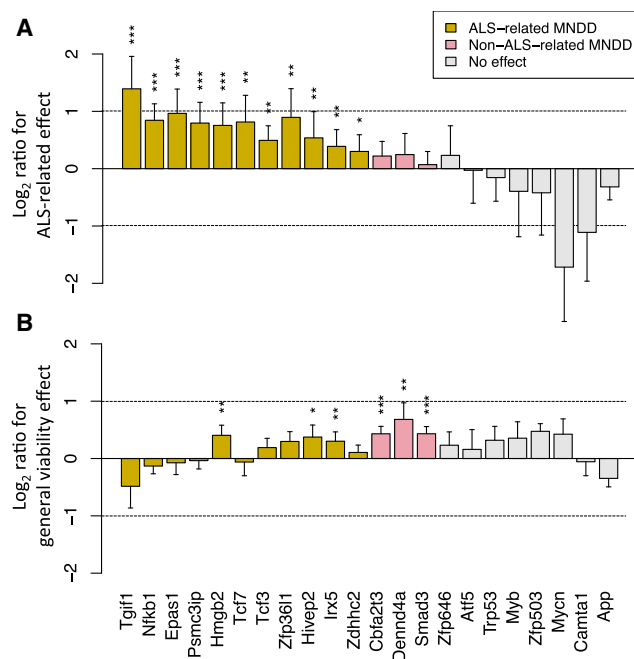 A
ALS-related MNDD
Non-ALS-related MNDD
No effect
*** *** *** *** *** ** ** ** ** ** *
2
1
0
−1
−2
Log2 ratio for
ALS-related effect
B
** * ** *** ** ***
2
1
0
−1
−2
Log2 ratio for
general viability effect
Tgif1
Nfkb1
Epas1
Psmc3ip
Hmgb2
Tcf7
Tcf3
Zfp36l1
Hivep2
Irx5
Zdhhc2
Cbfa2t3
Dennd4a
Smad3
Zfp646
Atf5
Trp53
Myb
Zfp503
Mycn
Camta1
App